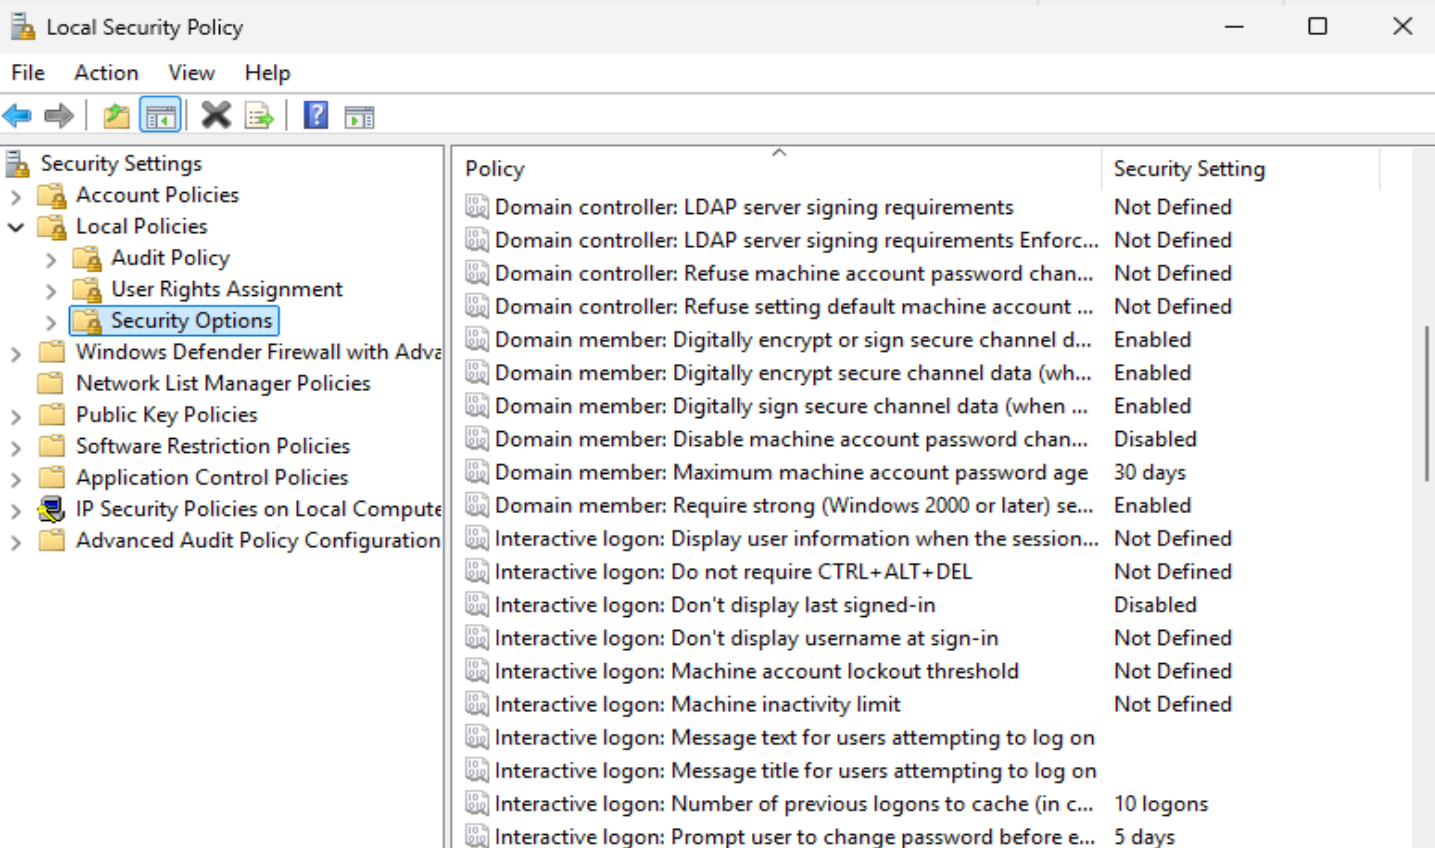 Local Security Policy
File Action View Help
Security Settings
Account Policies
Local Policies
Audit Policy
User Rights Assignment
Security Options
Windows Defender Firewall with Adva
Network List Manager Policies
Public Key Policies
Software Restriction Policies
Application Control Policies
IP Security Policies on Local Compute
Advanced Audit Policy Configuration
Policy Security Setting
Domain controller: LDAP server signing requirements Not Defined
Domain controller: LDAP server signing requirements Enforc... Not Defined
Domain controller: Refuse machine account password chan... Not Defined
Domain controller: Refuse setting default machine account ... Not Defined
Domain member: Digitally encrypt or sign secure channel d... Enabled
Domain member: Digitally encrypt secure channel data (wh... Enabled
Domain member: Digitally sign secure channel data (when ... Enabled
Domain member: Disable machine account password chan... Disabled
Domain member: Maximum machine account password age 30 days
Domain member: Require strong (Windows 2000 or later) se... Enabled
Interactive logon: Display user information when the session... Not Defined
Interactive logon: Do not require CTRL+ALT+DEL Not Defined
Interactive logon: Don't display last signed-in Disabled
Interactive logon: Don't display username at sign-in Not Defined
Interactive logon: Machine account lockout threshold Not Defined
Interactive logon: Machine inactivity limit Not Defined
Interactive logon: Message text for users attempting to log on
Interactive logon: Message title for users attempting to log on
Interactive logon: Number of previous logons to cache (in c... 10 logons
Interactive logon: Prompt user to change password before e... 5 days